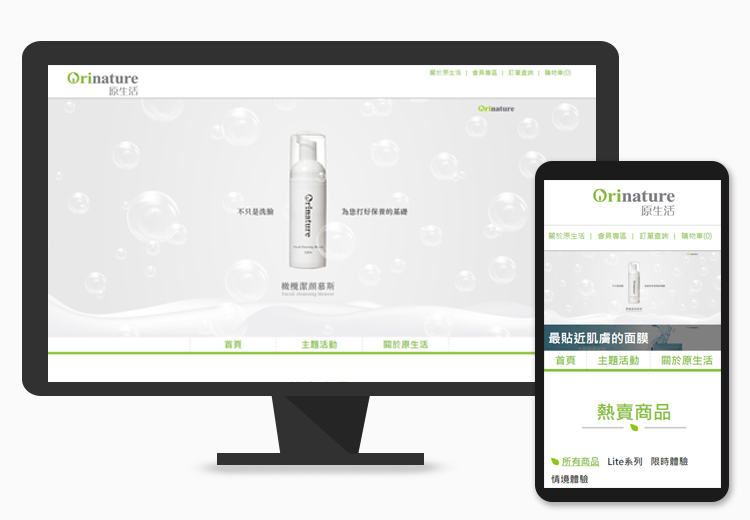 Orinature
原生活
關於原生活 | 會員專區 | 訂單查詢 | 購物車(0)
Orinature
不只是洗臉
Orinature
為您打好保養的基礎
橄欖潔顏慕斯
Facial cleansing Mousse
首頁 主題活動 關於原生活
Orinature
原生活
關於原生活 | 會員專區 | 訂單查詢 | 購物車(0)
最貼近肌膚的面膜
首頁 主題活動 關於原生活
熱賣商品
所有商品 Lite系列 限時體驗
情境體驗